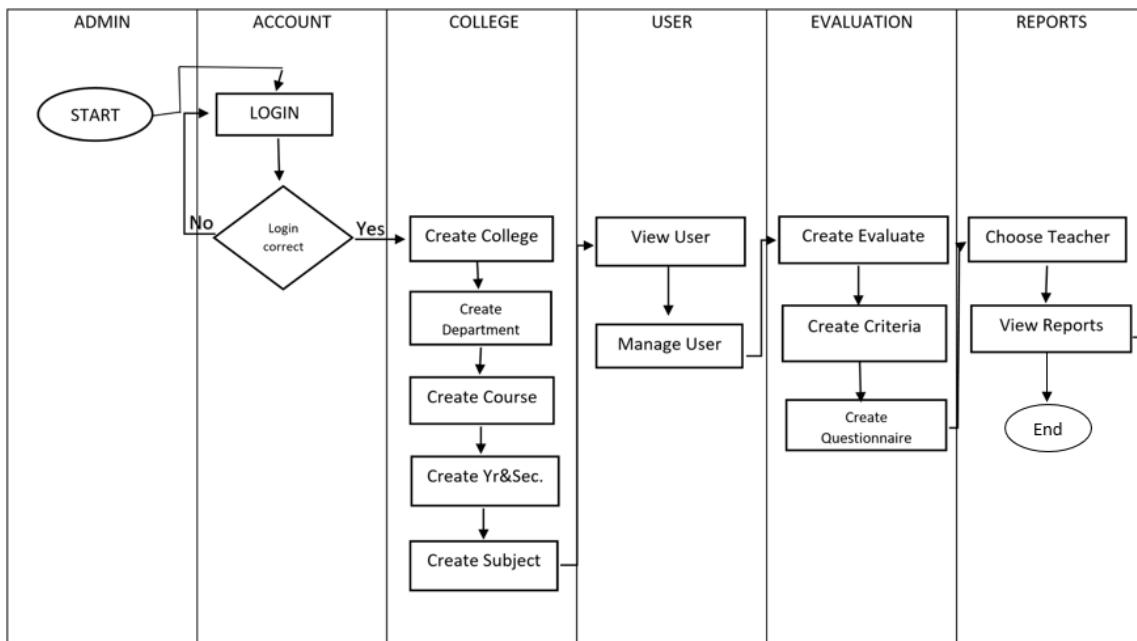 ADMIN
ACCOUNT
COLLEGE
USER
EVALUATION
REPORTS
START
LOGIN
Login
correct
No
Yes
Create College
Create
Department
Create Course
Create Yr&Sec.
Create Subject
View User
Manage User
Create Evaluate
Create Criteria
Create
Questionnaire
Choose Teacher
View Reports
End